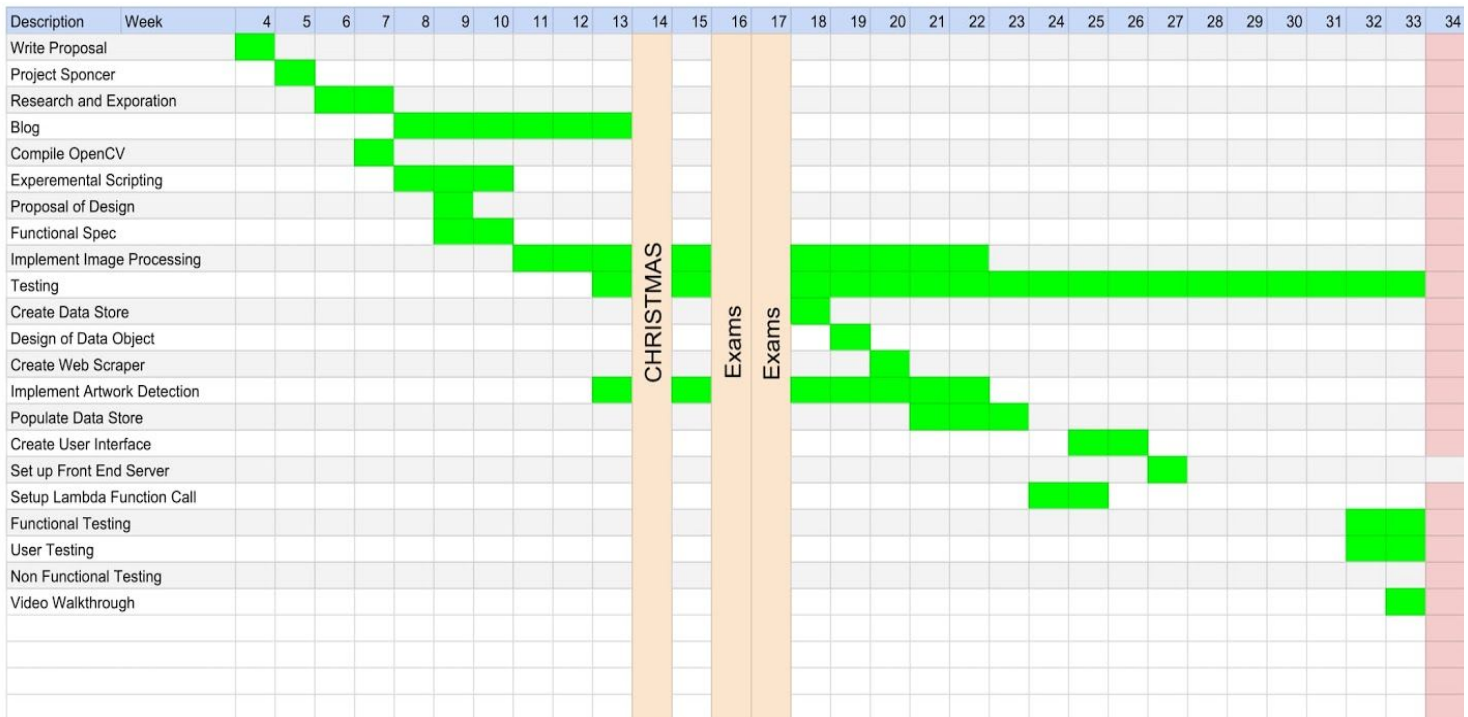 Description Week 4 5 6 7 8 9 10 11 12 13 14 15 16 17 18 19 20 21 22 23 24 25 26 27 28 29 30 31 32 33 34
Write Proposal
Project Sponcer
Research and Exporation
Blog
Compile OpenCV
Experemental Scripting
Proposal of Design
Functional Spec
Implement Image Processing
Testing
Create Data Store
Design of Data Object
Create Web Scraper
Implement Artwork Detection
Populate Data Store
Create User Interface
Set up Front End Server
Setup Lambda Function Call
Functional Testing
User Testing
Non Functional Testing
Video Walkthrough
CHRISTMAS
Exams
Exams